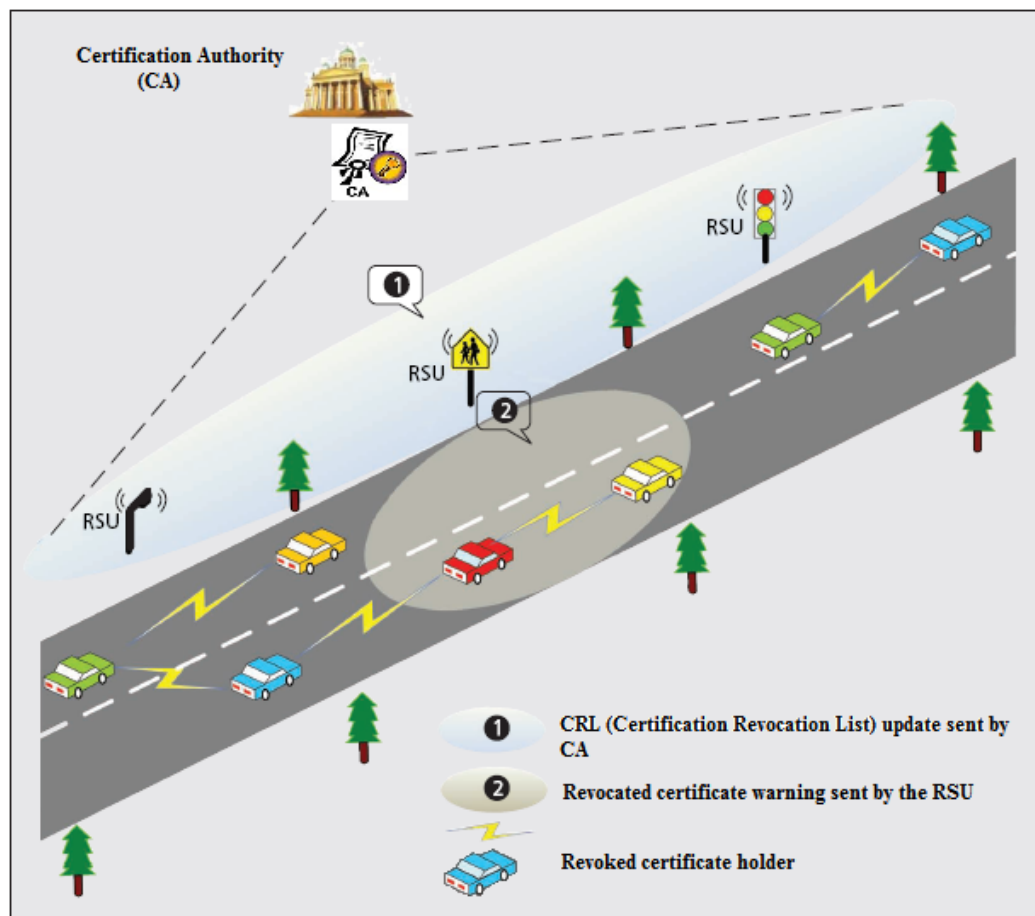 Certification Authority
(CA)
CA
RSU
1
RSU
2
RSU
1 CRL (Certification Revocation List) update sent by
CA
2 Revocated certificate warning sent by the RSU
Revoked certificate holder